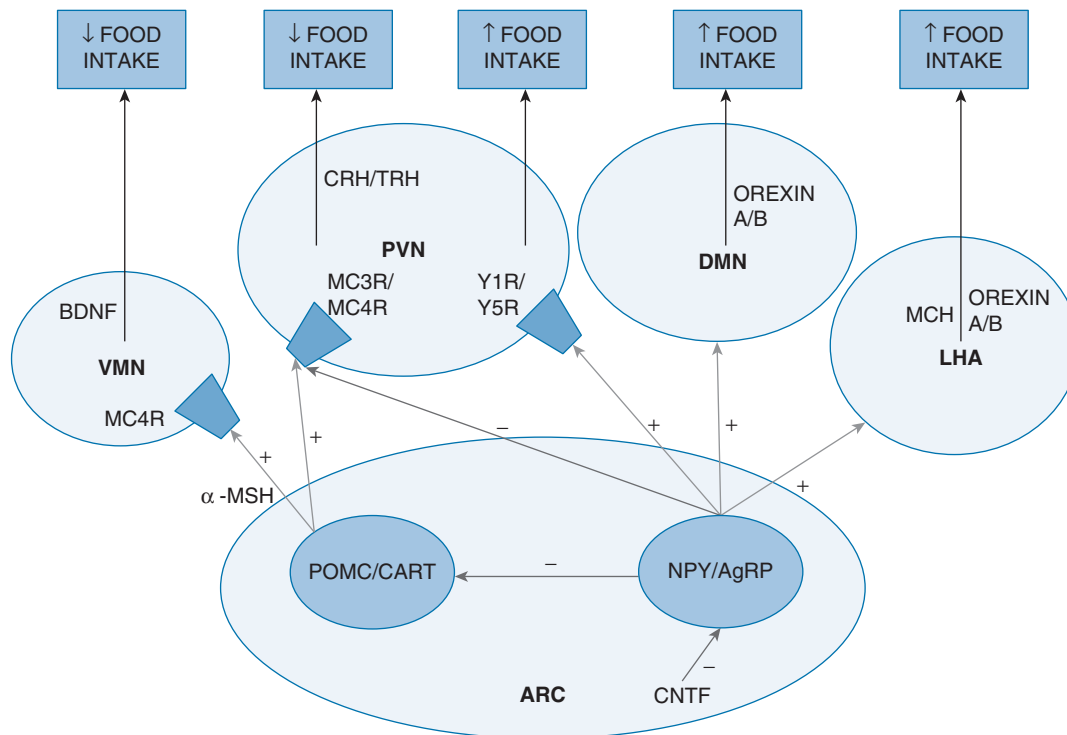 ↓ FOOD
INTAKE
↓ FOOD
INTAKE
↑ FOOD
INTAKE
↑ FOOD
INTAKE
↑ FOOD
INTAKE
CRH/TRH
PVN
MC3R/
MC4R
Y1R/
Y5R
OREXIN
A/B
DMN
BDNF
VMN
MC4R
MCH
OREXIN
A/B
LHA
+
+
–
+
+
+
α -MSH
POMC/CART
–
NPY/AgRP
–
CNTF
ARC